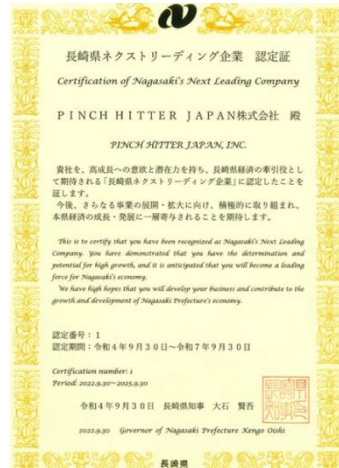 長崎県ネクストリーディング企業 認定証
Certification of Nagasaki's Next Leading Company
PINCH HITTER JAPAN株式会社 殿
PINCH HITTER JAPAN, INC.
貴社を、高成長への意欲と潜在力を持ち、長崎県経済の牽引役とし
て期待される「長崎県ネクストリーディング企業」に認定したことを
証します。
今後、さらなる事業の展開・拡大に向け、積極的に取り組まれ、
本県経済の成長・発展に一層寄与されることを期待します。
This is to certify that you have been recognized as Nagasaki's Next Leading
Company. You have demonstrated that you have the determination and
potential for high growth, and it is anticipated that you will become a leading
force for Nagasaki's economy.
We have high hopes that you will develop your business and contribute to the
growth and development of Nagasaki Prefecture's economy.
認定番号：1
認定期間：令和4年9月30日～令和7年9月30日
Certification number: 1
Period: 2022.9.30～2025.9.30
令和4年9月30日 長崎県知事 大石 賢吾
2022.9.30 Governor of Nagasaki Prefecture Kengo Oishi
長崎県